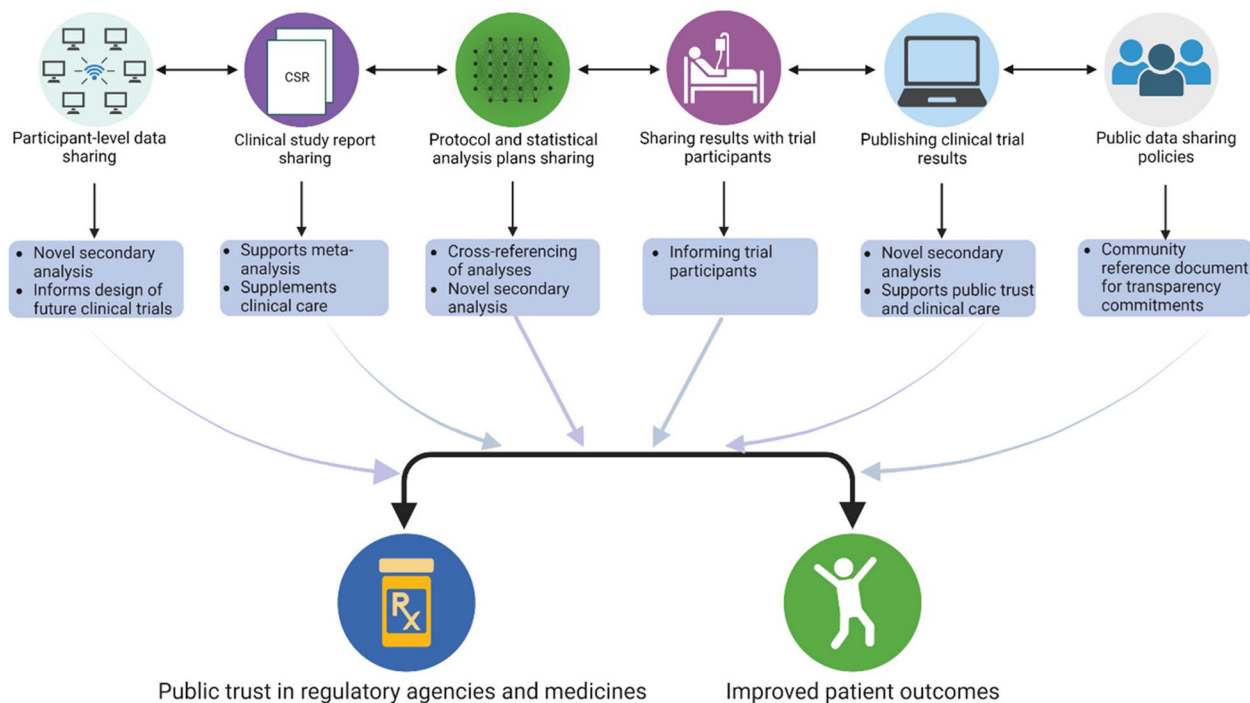 CSR
Participant-level data
sharing
Clinical study report
sharing
Protocol and statistical
analysis plans sharing
Sharing results with trial
participants
Publishing clinical trial
results
Public data sharing
policies
• Novel secondary
analysis
• Informs design of
future clinical trials
• Supports meta-
analysis
• Supplements
clinical care
• Cross-referencing
of analyses
• Novel secondary
analysis
• Informing trial
participants
• Novel secondary
analysis
• Supports public trust
and clinical care
• Community
reference document
for transparency
commitments
Rx
Public trust in regulatory agencies and medicines
Improved patient outcomes